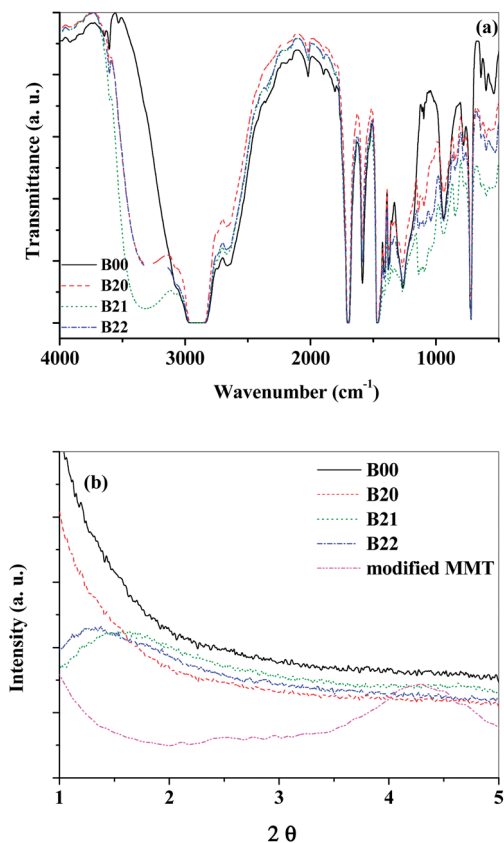 (a)
Transmittance (a. u.)
B00
B20
B21
B22
4000 3000 2000 1000
Wavenumber (cm-1)
(b)
B00
B20
B21
B22
modified MMT
Intensity (a. u.)
1 2 3 4 5
2 θ